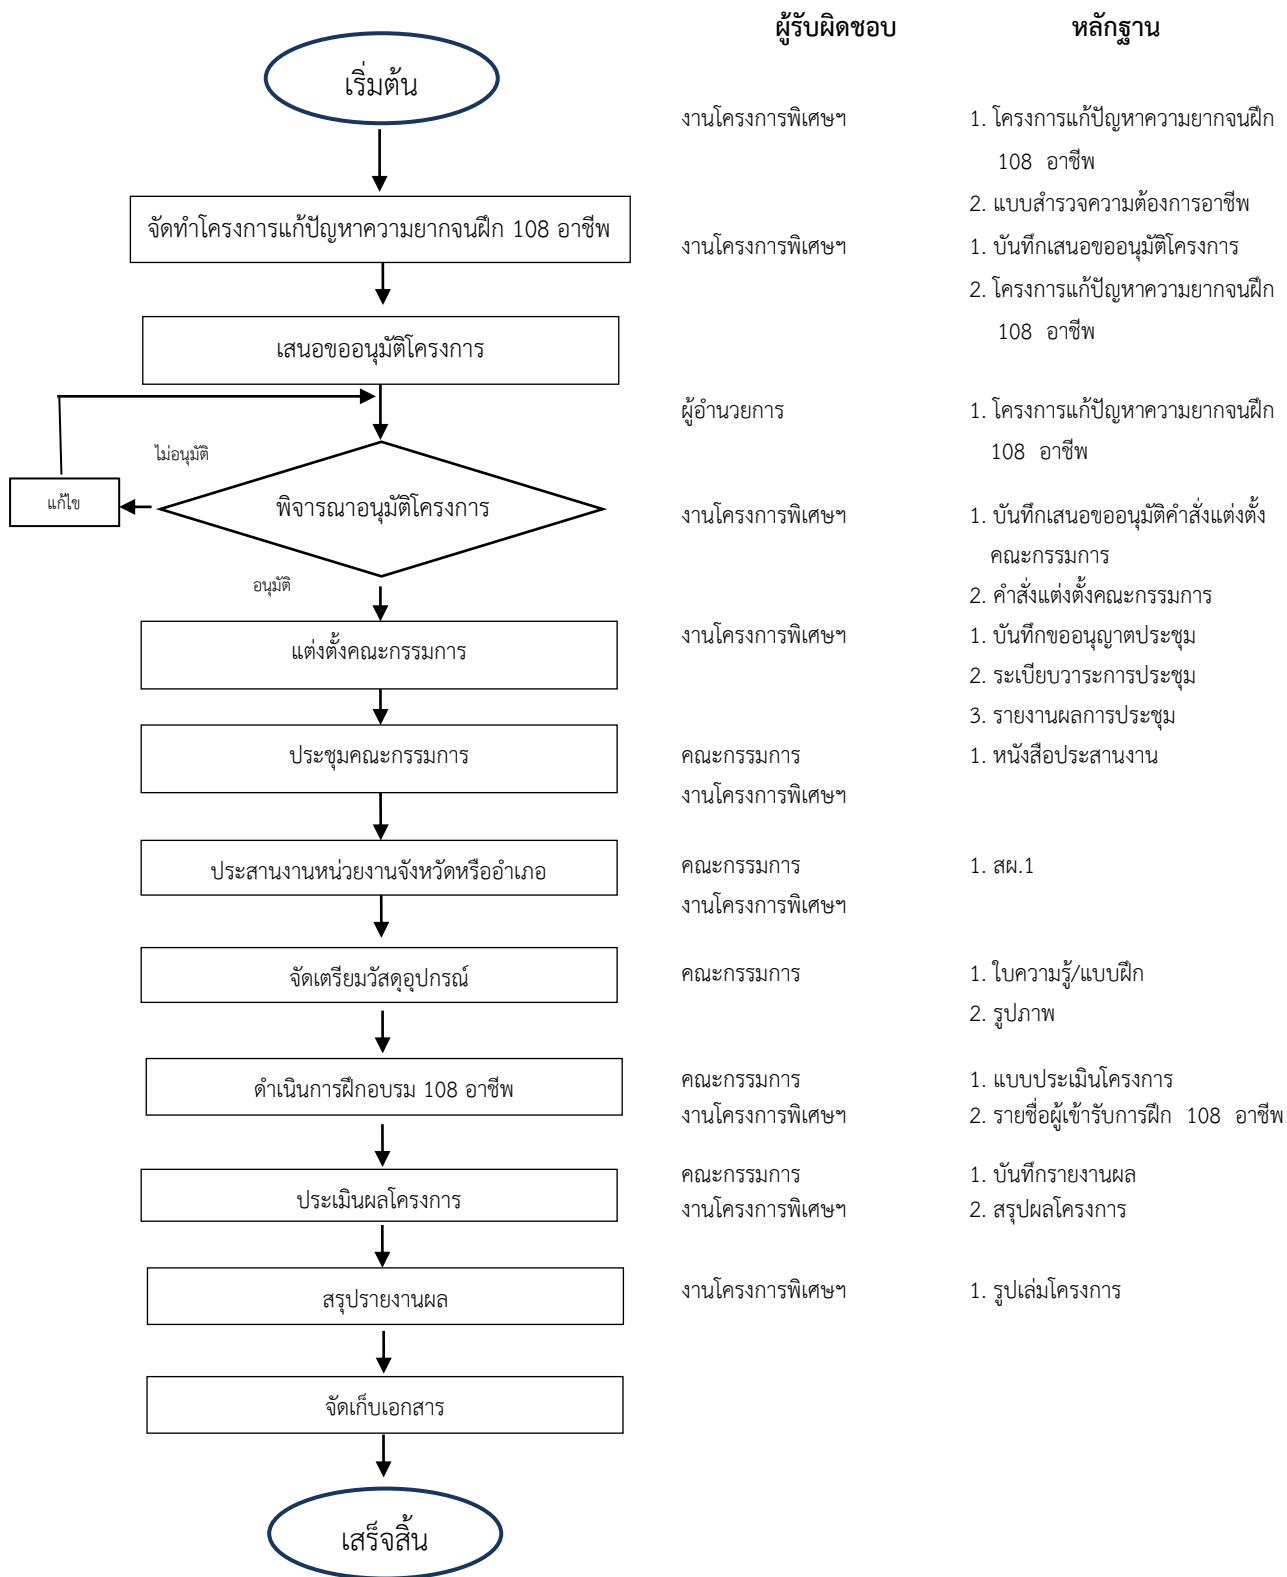 ผู้รับผิดชอบ หลักฐาน
เริ่มต้น
งานโครงการพิเศษฯ 1. โครงการแก้ปัญหาความยากจนฝึก
108 อาชีพ
2. แบบสำรวจความต้องการอาชีพ
จัดทำโครงการแก้ปัญหาความยากจนฝึก 108 อาชีพ
งานโครงการพิเศษฯ 1. บันทึกเสนอขออนุมัติโครงการ
2. โครงการแก้ปัญหาความยากจนฝึก
108 อาชีพ
เสนอขออนุมัติโครงการ
ผู้อำนวยการ 1. โครงการแก้ปัญหาความยากจนฝึก
108 อาชีพ
ไม่อนุมัติ
แก้ไข
พิจารณาอนุมัติโครงการ
งานโครงการพิเศษฯ 1. บันทึกเสนอขออนุมัติคำสั่งแต่งตั้ง
คณะกรรมการ
2. คำสั่งแต่งตั้งคณะกรรมการ
อนุมัติ
แต่งตั้งคณะกรรมการ
งานโครงการพิเศษฯ 1. บันทึกขออนุญาตประชุม
2. ระเบียบวาระการประชุม
3. รายงานผลการประชุม
ประชุมคณะกรรมการ
คณะกรรมการ 1. หนังสือประสานงาน
งานโครงการพิเศษฯ
ประสานงานหน่วยงานจังหวัดหรืออำเภอ
คณะกรรมการ 1. สผ.1
งานโครงการพิเศษฯ
จัดเตรียมวัสดุอุปกรณ์
คณะกรรมการ 1. ใบความรู้/แบบฝึก
2. รูปภาพ
ดำเนินการฝึกอบรม 108 อาชีพ
คณะกรรมการ 1. แบบประเมินโครงการ
งานโครงการพิเศษฯ 2. รายชื่อผู้เข้ารับการฝึก 108 อาชีพ
ประเมินผลโครงการ
คณะกรรมการ 1. บันทึกรายงานผล
งานโครงการพิเศษฯ 2. สรุปผลโครงการ
สรุปรายงานผล
งานโครงการพิเศษฯ 1. รูปเล่มโครงการ
จัดเก็บเอกสาร
เสร็จสิ้น